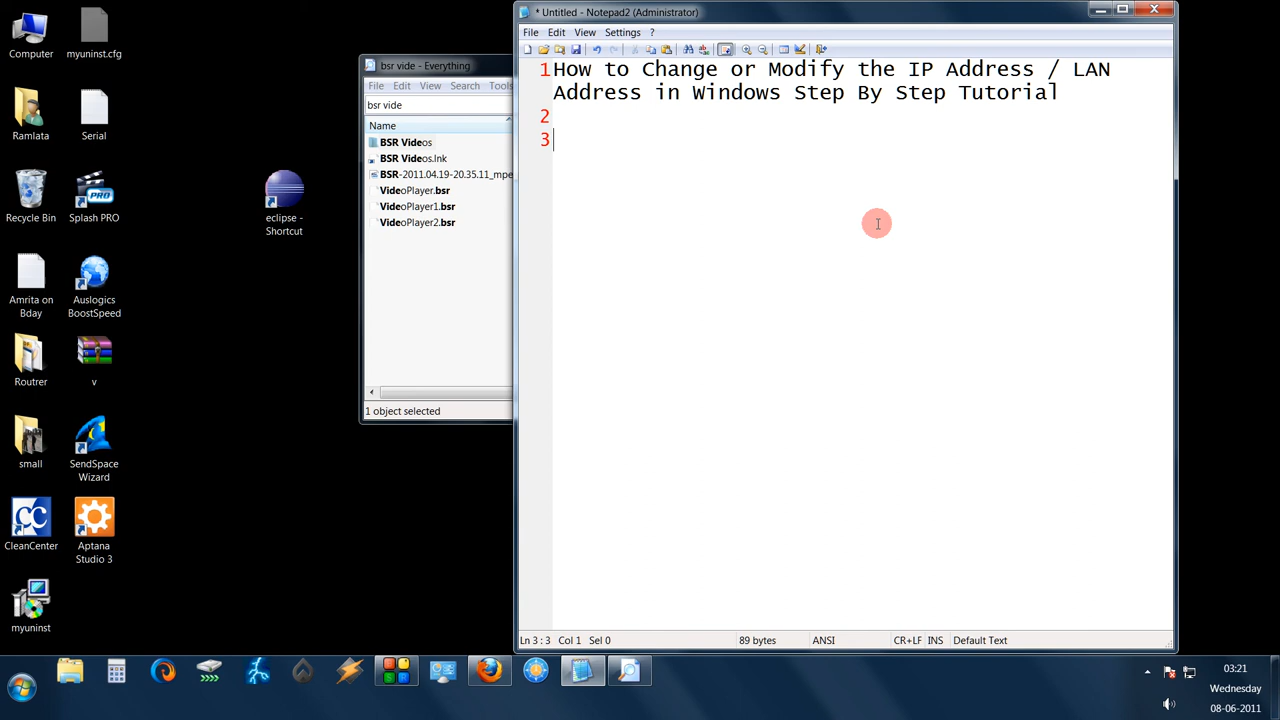 Computer
myuninst.cfg
Ramlata
Serial
Recycle Bin
Splash PRO
eclipse -
Shortcut
Amrita on
Bday
Auslogics
BoostSpeed
Routrer
v
small
SendSpace
Wizard
CleanCenter
Aptana
Studio 3
myuninst
bsr vide - Everything
File Edit View Search Tools
bsr vide
Name
BSR Videos
BSR Videos.lnk
BSR-2011.04.19-20.35.11_mpe
VideoPlayer.bsr
VideoPlayer1.bsr
VideoPlayer2.bsr
1 object selected
* Untitled - Notepad2 (Administrator)
File Edit View Settings ?
1 How to Change or Modify the IP Address / LAN
Address in Windows Step By Step Tutorial
2
3
Ln 3 : 3 Col 1 Sel 0 89 bytes ANSI CR+LF INS Default Text
03:21
Wednesday
08-06-2011